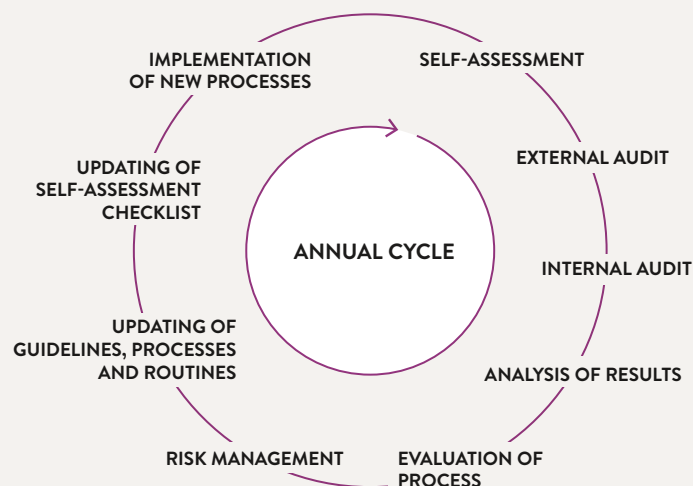 IMPLEMENTATION
OF NEW PROCESSES
SELF-ASSESSMENT
EXTERNAL AUDIT
INTERNAL AUDIT
ANALYSIS OF RESULTS
EVALUATION OF
PROCESS
RISK MANAGEMENT
UPDATING OF
GUIDELINES, PROCESSES
AND ROUTINES
UPDATING OF
SELF-ASSESSMENT
CHECKLIST
ANNUAL CYCLE